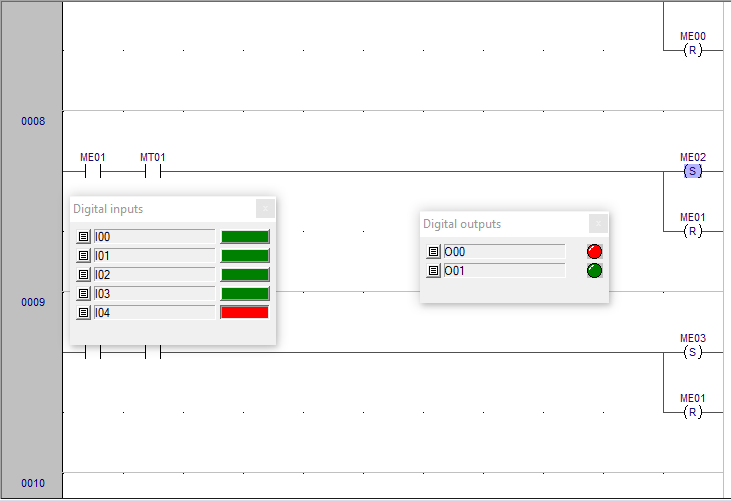 ME00
(R)
0008
ME01 MT01 ME02
(S)
ME01
(R)
Digital inputs
I00
I01
I02
I03
I04
Digital outputs
O00
O01
0009
ME03
(S)
ME01
(R)
0010